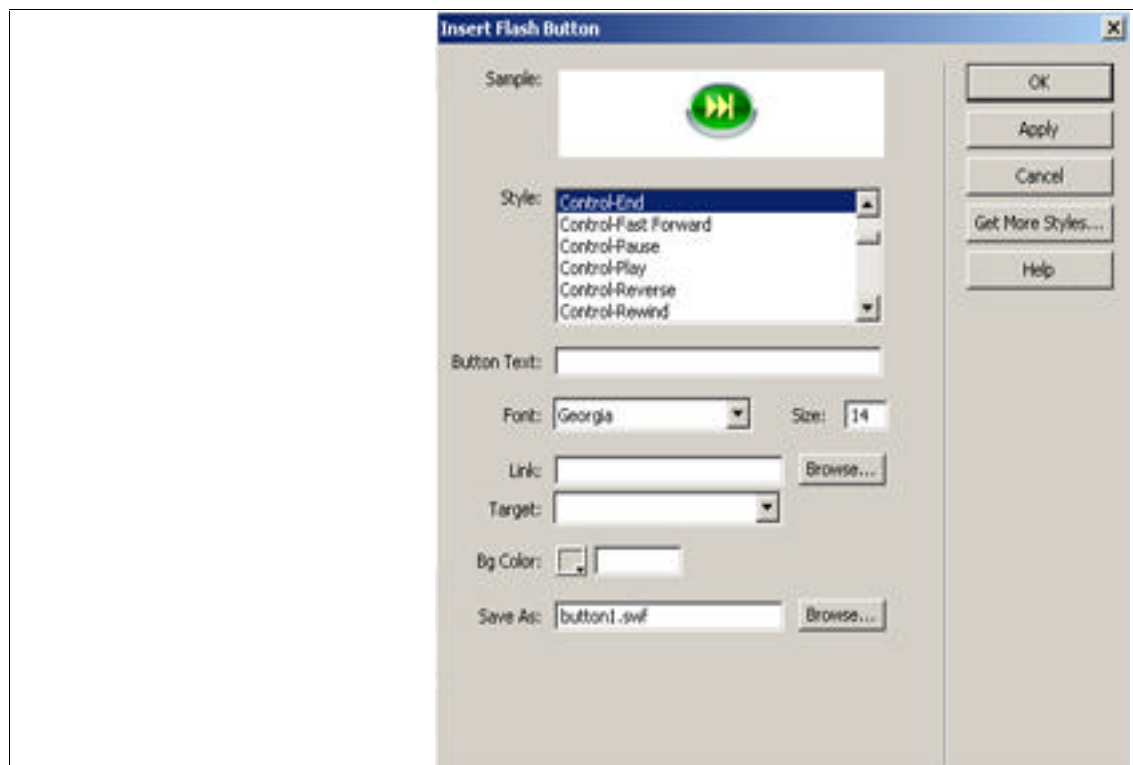 Insert Flash Button
Sample:
OK
Apply
Cancel
Get More Styles...
Help
Style:
Control-End
Control-Fast Forward
Control-Pause
Control-Play
Control-Reverse
Control-Rewind
Button Text:
Font: Georgia Size: 14
Link: Browse...
Target:
Bg Color:
Save As: button1.swf Browse...